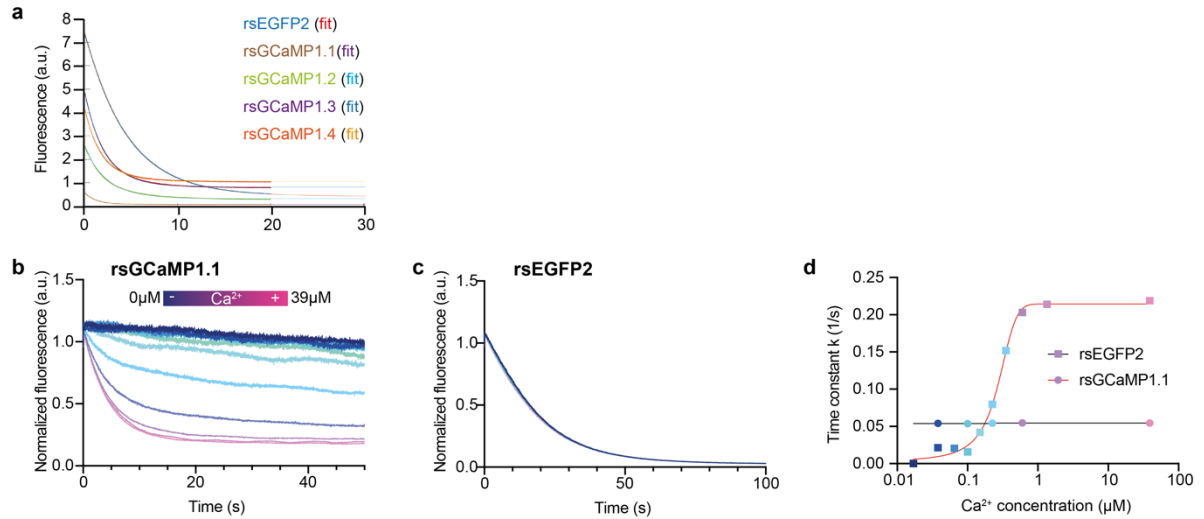 a
Fluorescence (a.u.)
8
7
6
5
4
3
2
1
0
0
10
20
30
rsEGFP2 (fit)
rsGCaMP1.1(fit)
rsGCaMP1.2 (fit)
rsGCaMP1.3 (fit)
rsGCaMP1.4 (fit)
b
rsGCaMP1.1
Normalized fluorescence (a.u.)
1.5
1.0
0.5
0.0
0
20
40
Time (s)
0µM - Ca²⁺ + 39µM
c
rsEGFP2
Normalized fluorescence (a.u.)
1.5
1.0
0.5
0.0
0
20
40
60
80
100
Time (s)
d
Time constant k (1/s)
0.25
0.20
0.15
0.10
0.05
0.00
0.01
0.1
1
10
100
Ca²⁺ concentration (µM)
rsEGFP2
rsGCaMP1.1